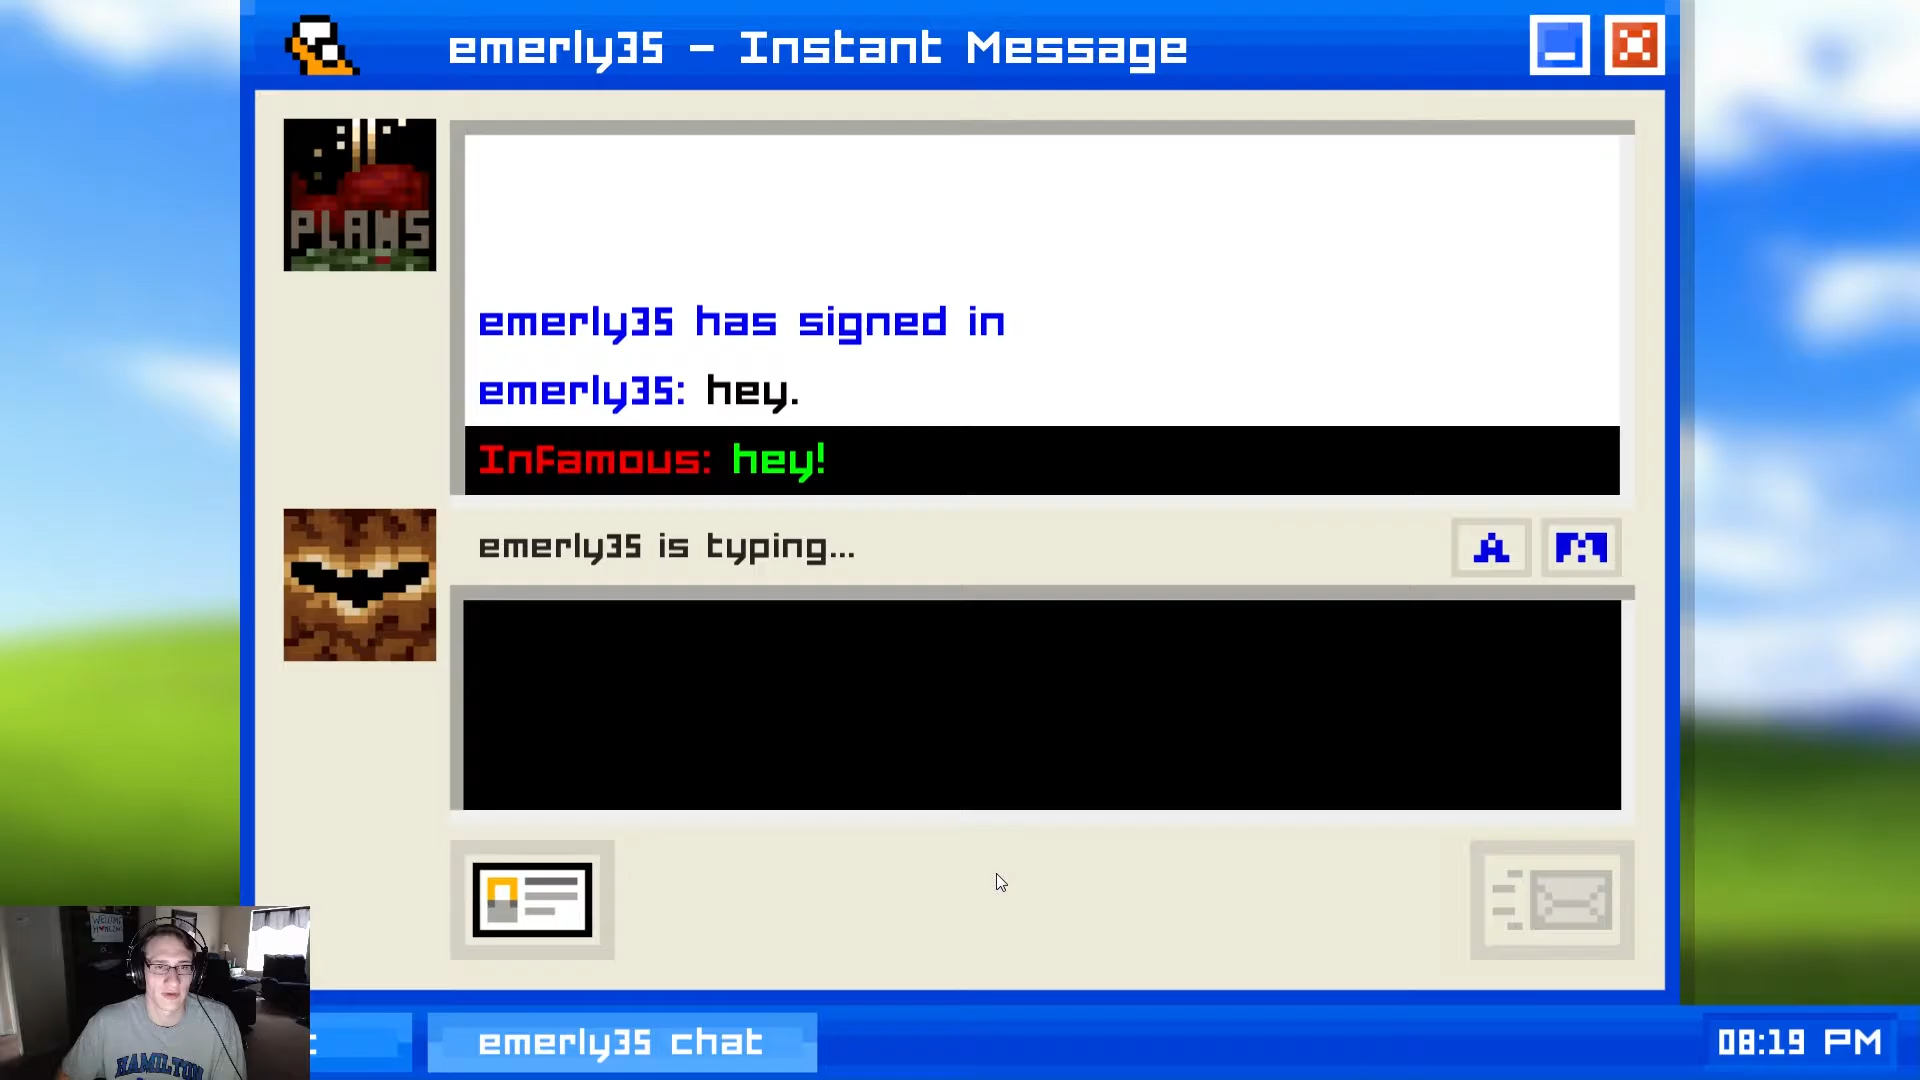 emerly35 - Instant Message
PLANS
emerly35 has signed in
emerly35: hey.
InFamous: hey!
emerly35 is typing...
A
emerly35 chat
08:19 PM
HAMILTON